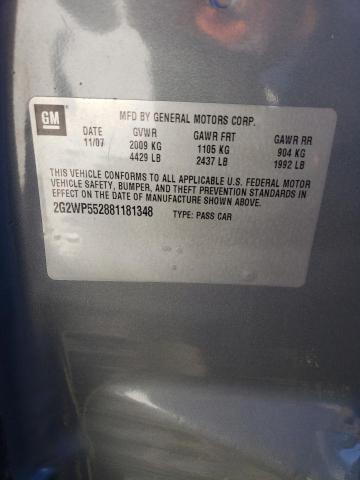 GM
MFD BY GENERAL MOTORS CORP.
DATE GVWR GAWR FRT GAWR RR
11/07 2009 KG 1105 KG 904 KG
4429 LB 2437 LB 1992 LB
THIS VEHICLE CONFORMS TO ALL APPLICABLE U.S. FEDERAL MOTOR
VEHICLE SAFETY, BUMPER, AND THEFT PREVENTION STANDARDS IN
EFFECT ON THE DATE OF MANUFACTURE SHOWN ABOVE.
2G2WP552881181348 TYPE: PASS CAR